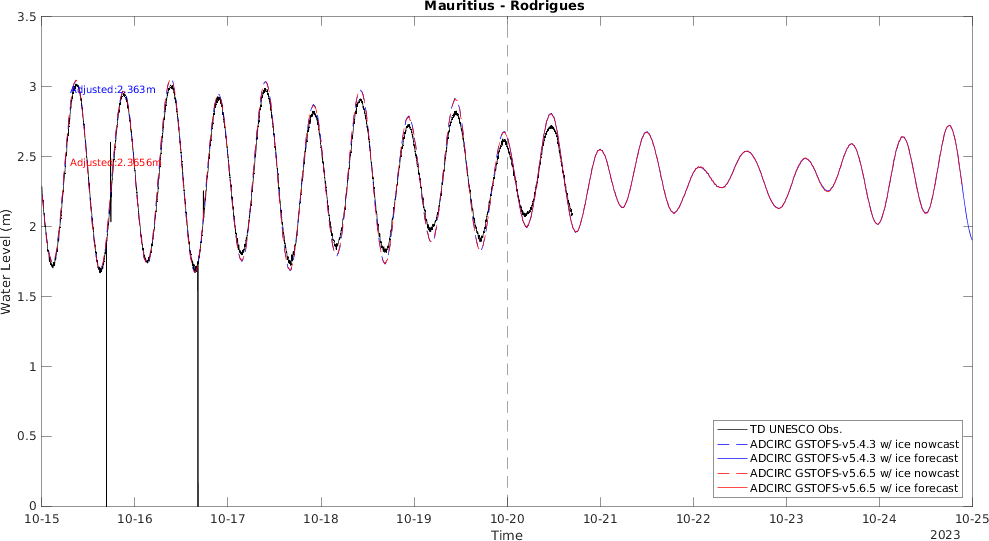 Mauritius - Rodrigues
3.5
3
2.5
2
1.5
1
0.5
0
Water Level (m)
Adjusted:2.363m
Adjusted:2.3656m
TD UNESCO Obs.
ADCIRC GSTOFS-v5.4.3 w/ ice nowcast
ADCIRC GSTOFS-v5.4.3 w/ ice forecast
ADCIRC GSTOFS-v5.6.5 w/ ice nowcast
ADCIRC GSTOFS-v5.6.5 w/ ice forecast
10-15 10-16 10-17 10-18 10-19 10-20 10-21 10-22 10-23 10-24 10-25
Time
2023